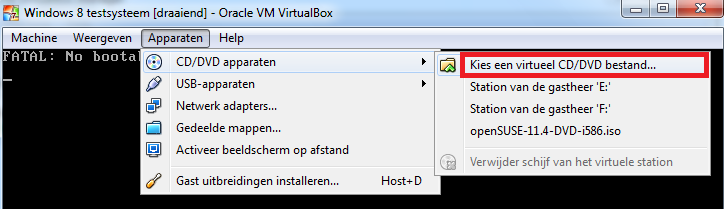 Windows 8 testsysteem [draaiend] - Oracle VM VirtualBox
Machine Weergeven Apparaten Help
FATAL: No boota
CD/DVD apparaten
USB-apparaten
Netwerk adapters...
Gedeelde mappen...
Activeer beeldscherm op afstand
Gast uitbreidingen installeren... Host+D
Kies een virtueel CD/DVD bestand...
Station van de gastheer 'E:'
Station van de gastheer 'F:'
openSUSE-11.4-DVD-i586.iso
Verwijder schijf van het virtuele station